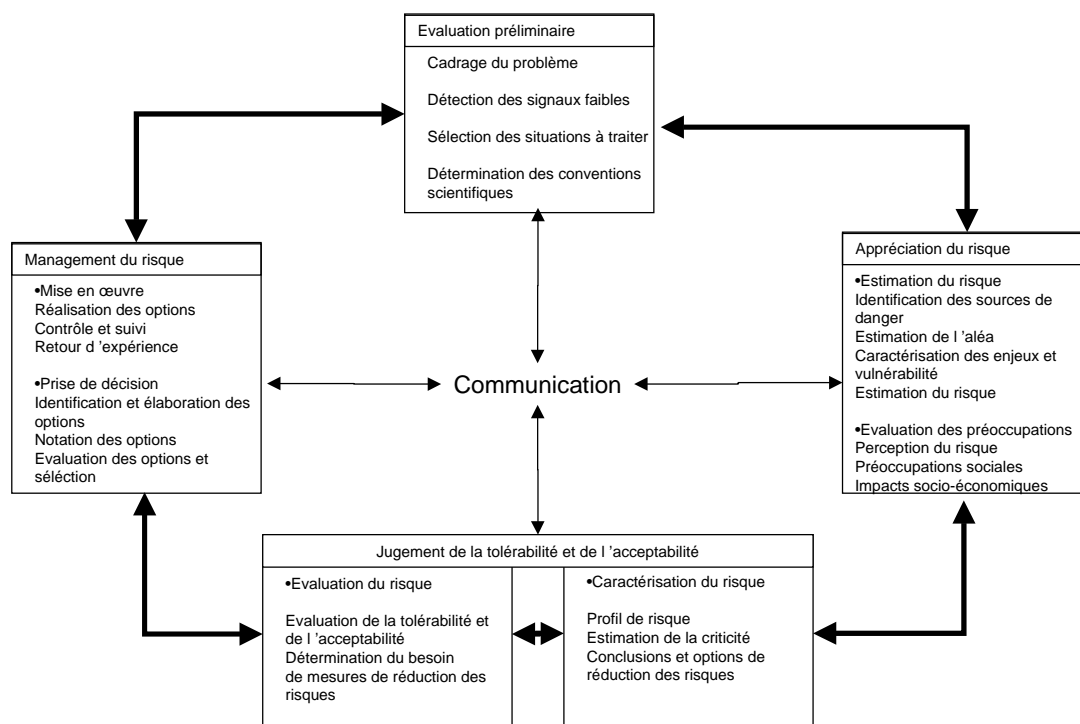 Evaluation préliminaire
Cadrage du problème
Détection des signaux faibles
Sélection des situations à traiter
Détermination des conventions
scientifiques
Management du risque
•Mise en œuvre
Réalisation des options
Contrôle et suivi
Retour d ’expérience
•Prise de décision
Identification et élaboration des
options
Notation des options
Evaluation des options et
séléction
Communication
Appréciation du risque
•Estimation du risque
Identification des sources de
danger
Estimation de l ’aléa
Caractérisation des enjeux et
vulnérabilité
Estimation du risque
•Evaluation des préoccupations
Perception du risque
Préoccupations sociales
Impacts socio-économiques
Jugement de la tolérabilité et de l ’acceptabilité
•Evaluation du risque
Evaluation de la tolérabilité et
de l ’acceptabilité
Détermination du besoin
de mesures de réduction des
risques
•Caractérisation du risque
Profil de risque
Estimation de la criticité
Conclusions et options de
réduction des risques